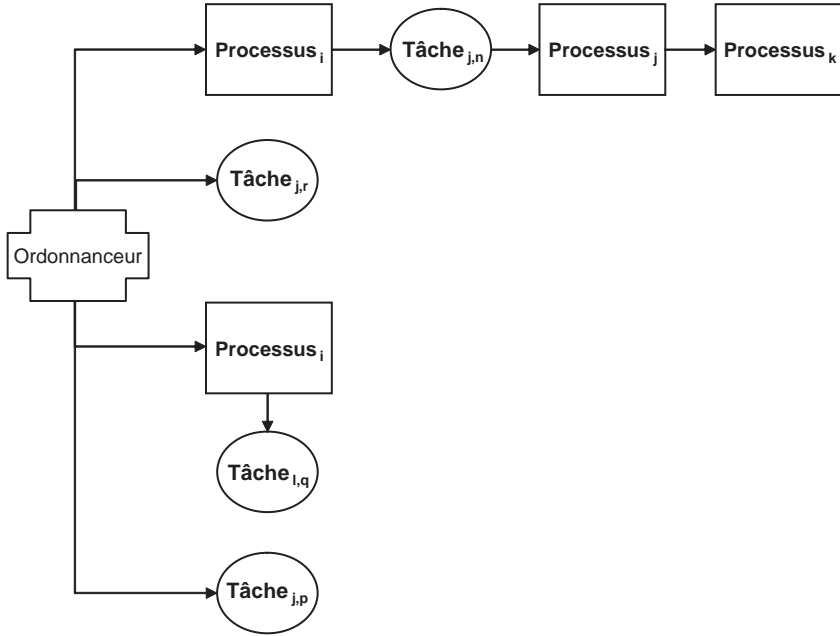 Processus i
Tâche j,n
Processus j
Processus k
Tâche j,r
Ordonnanceur
Processus i
Tâche l,q
Tâche j,p